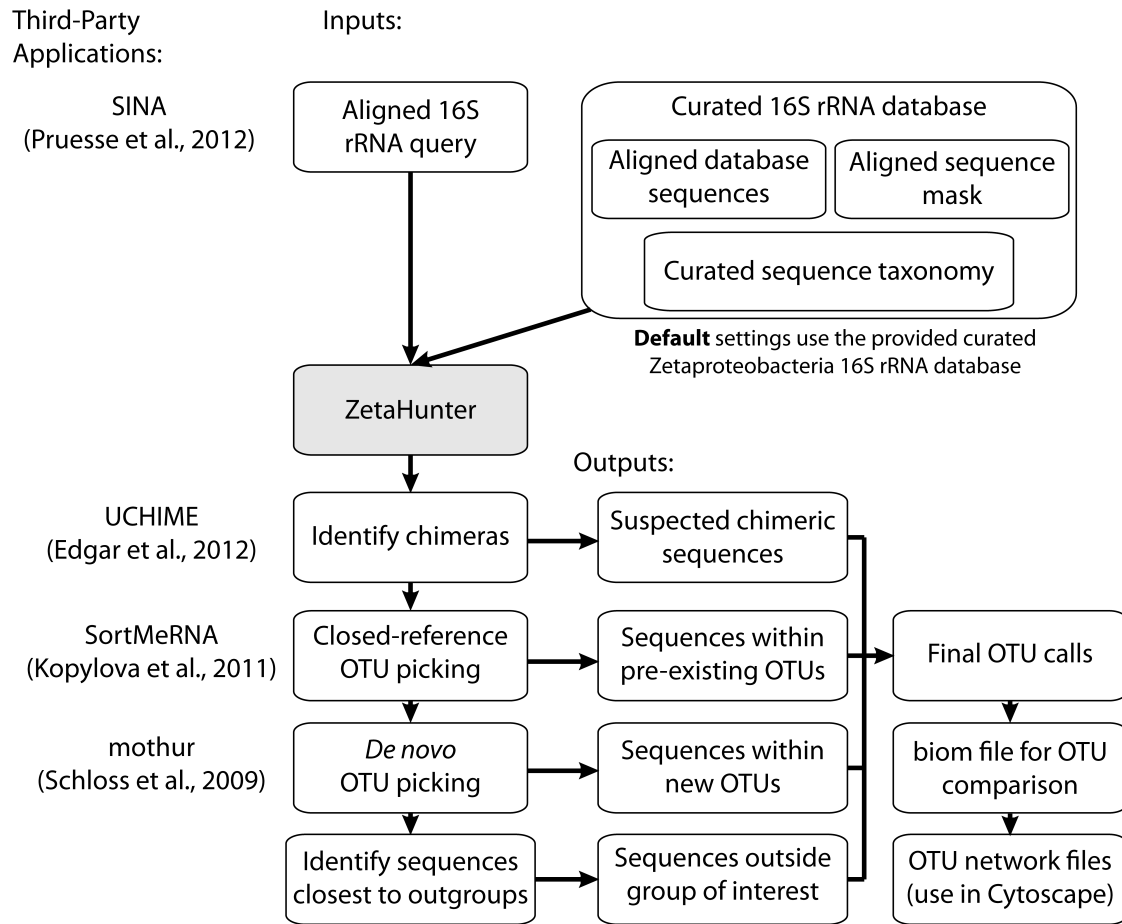 Third-Party
Applications:
Inputs:
SINA
(Pruesse et al., 2012)
Aligned 16S
rRNA query
Curated 16S rRNA database
Aligned database
sequences
Aligned sequence
mask
Curated sequence taxonomy
Default settings use the provided curated
Zetaproteobacteria 16S rRNA database
ZetaHunter
Outputs:
UCHIME
(Edgar et al., 2012)
Identify chimeras
Suspected chimeric
sequences
SortMeRNA
(Kopylova et al., 2011)
Closed-reference
OTU picking
Sequences within
pre-existing OTUs
Final OTU calls
mothur
(Schloss et al., 2009)
De novo
OTU picking
Sequences within
new OTUs
biom file for OTU
comparison
Identify sequences
closest to outgroups
Sequences outside
group of interest
OTU network files
(use in Cytoscape)